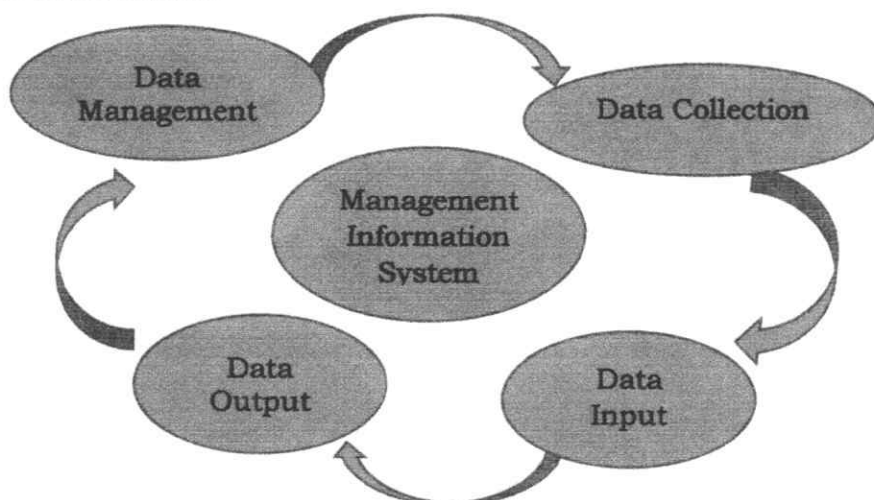 Data
Management
Data Collection
Management
Information
System
Data
Output
Data
Input